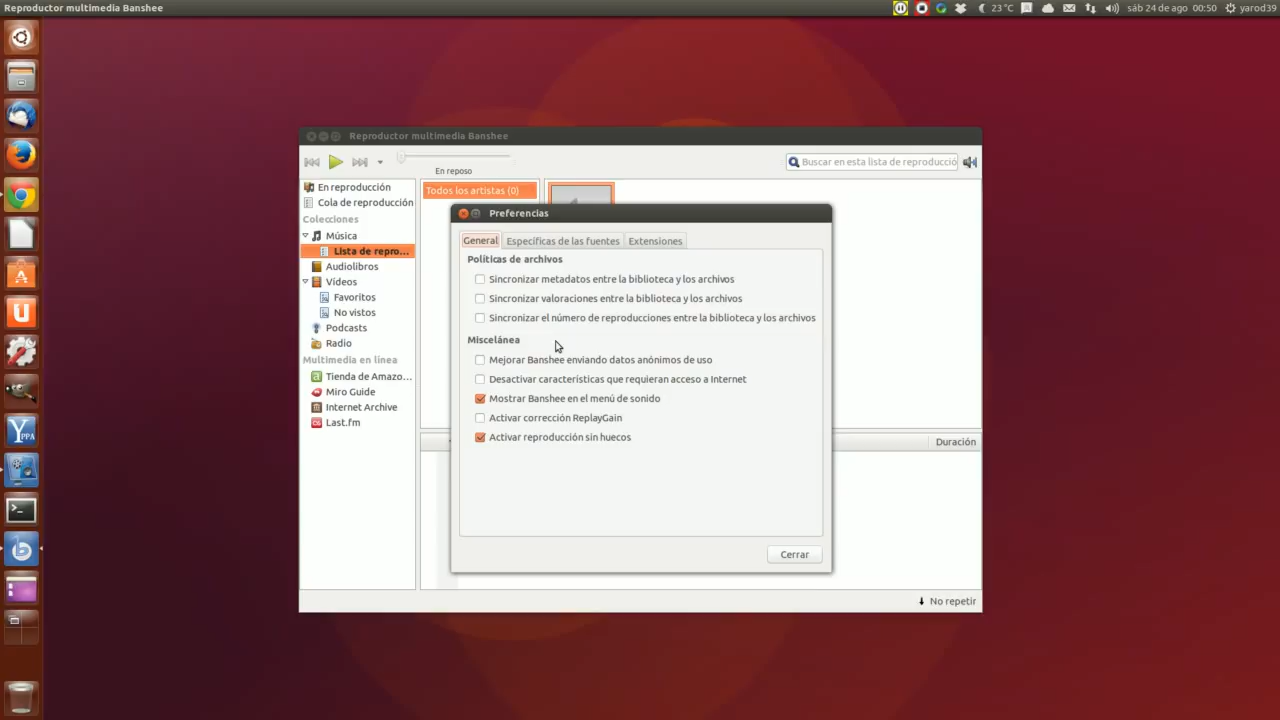 Reproductor multimedia Banshee
23 °C
sáb 24 de ago 00:50
yarod39
Reproductor multimedia Banshee
En reposo
Buscar en esta lista de reproducció
En reproducción
Cola de reproducción
Colecciones
Música
Lista de repro...
Audiolibros
Vídeos
Favoritos
No vistos
Podcasts
Radio
Multimedia en línea
Tienda de Amazo...
Miro Guide
Internet Archive
Last.fm
Todos los artistas (0)
Preferencias
General
Específicas de las fuentes
Extensiones
Políticas de archivos
Sincronizar metadatos entre la biblioteca y los archivos
Sincronizar valoraciones entre la biblioteca y los archivos
Sincronizar el número de reproducciones entre la biblioteca y los archivos
Miscelánea
Mejorar Banshee enviando datos anónimos de uso
Desactivar características que requieran acceso a Internet
Mostrar Banshee en el menú de sonido
Activar corrección ReplayGain
Activar reproducción sin huecos
Cerrar
Duración
No repetir
YPPA